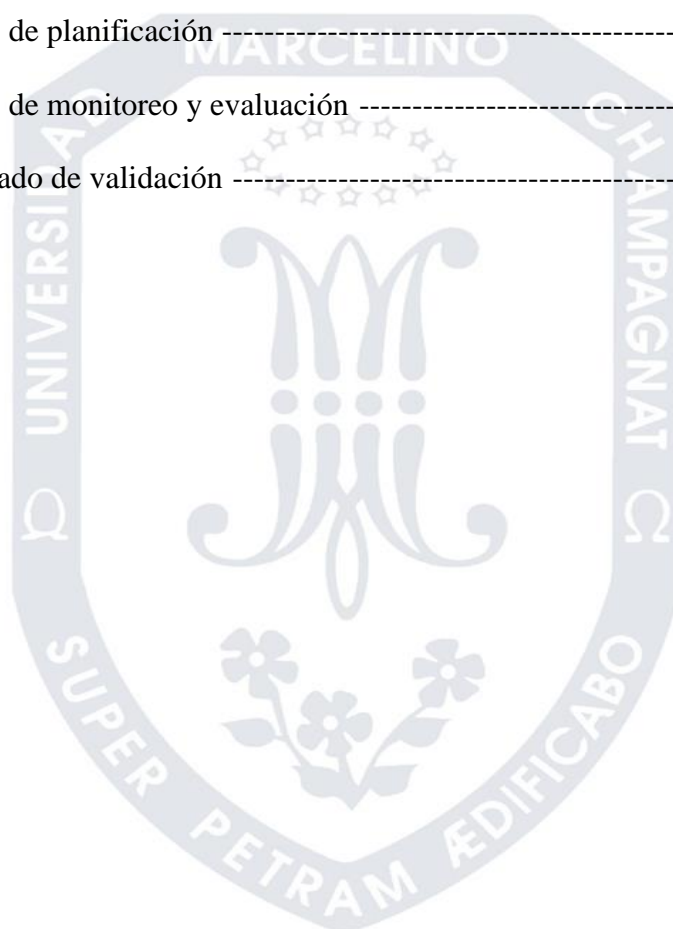 de planificación -------------------------------------------
de monitoreo y evaluación ------------------------------
ado de validación ------------------------------------------
UNIVERSIDAD MARCELINO CHAMPAGNAT
SUPER PETRAM ÆDIFICABO